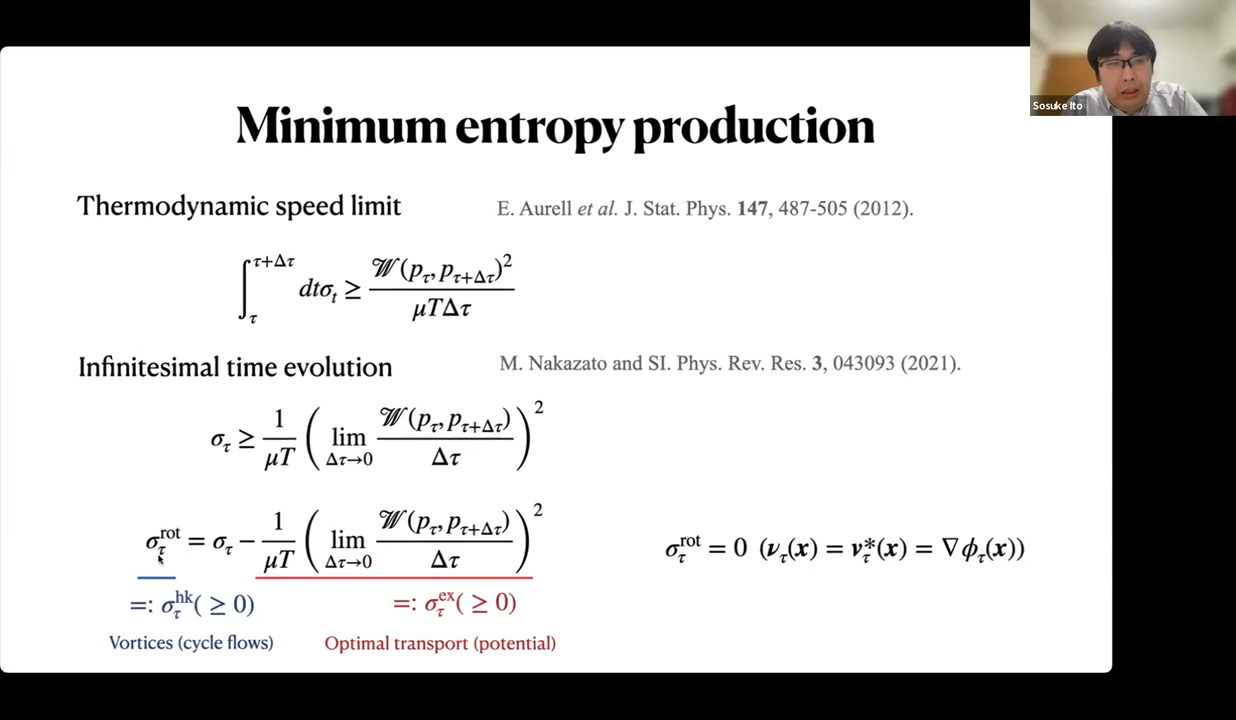 Sosuke Ito
Minimum entropy production
Thermodynamic speed limit
E. Aurell et al. J. Stat. Phys. 147, 487-505 (2012).
∫_τ^{τ+Δτ} dtσ_t ≥ 𝒲(p_τ, p_{τ+Δτ})² / μTΔτ
Infinitesimal time evolution
M. Nakazato and SI. Phys. Rev. Res. 3, 043093 (2021).
σ_τ ≥ 1/μT ( lim_{Δτ→0} 𝒲(p_τ, p_{τ+Δτ}) / Δτ )²
σ_τ^rot = σ_τ − 1/μT ( lim_{Δτ→0} 𝒲(p_τ, p_{τ+Δτ}) / Δτ )²
σ_τ^rot = 0 (ν_τ(x) = ν_τ^*(x) = ∇ϕ_τ(x))
=: σ_τ^hk( ≥ 0)
=: σ_τ^ex( ≥ 0)
Vortices (cycle flows)
Optimal transport (potential)